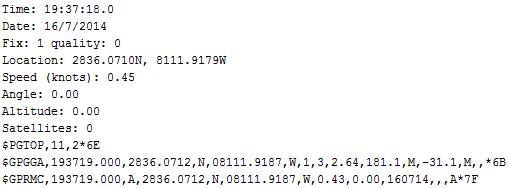 Time: 19:37:18.0
Date: 16/7/2014
Fix: 1 quality: 0
Location: 2836.0710N, 8111.9179W
Speed (knots): 0.45
Angle: 0.00
Altitude: 0.00
Satellites: 0
$PGTOP,11,2*6E
$GPGGA,193719.000,2836.0712,N,08111.9187,W,1,3,2.64,181.1,M,-31.1,M,,*6B
$GPRMC,193719.000,A,2836.0712,N,08111.9187,W,0.43,0.00,160714,,,A*7F